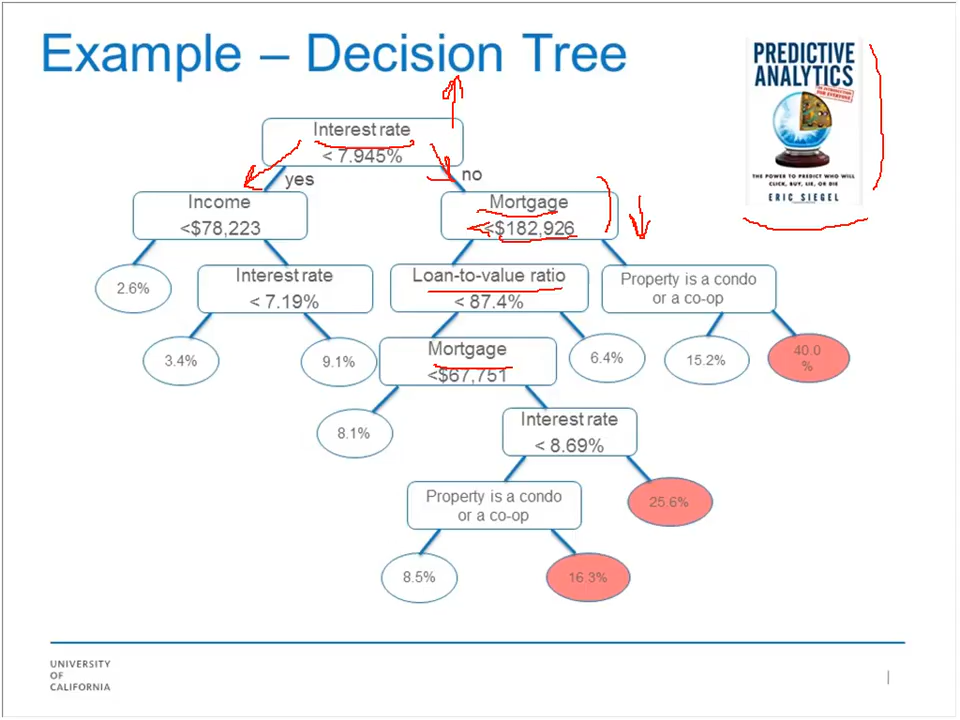 Example – Decision Tree
PREDICTIVE
ANALYTICS
THE POWER TO PREDICT WHO WILL
CLICK, BUY, LIE, OR DIE
ERIC SIEGEL
Interest rate
< 7.945%
yes
no
Income
<$78,223
Mortgage
<$182,926
2.6%
Interest rate
< 7.19%
Loan-to-value ratio
< 87.4%
Property is a condo
or a co-op
3.4%
9.1%
Mortgage
<$67,751
6.4%
15.2%
40.0
%
8.1%
Interest rate
< 8.69%
Property is a condo
or a co-op
25.6%
8.5%
16.3%
UNIVERSITY
OF
CALIFORNIA